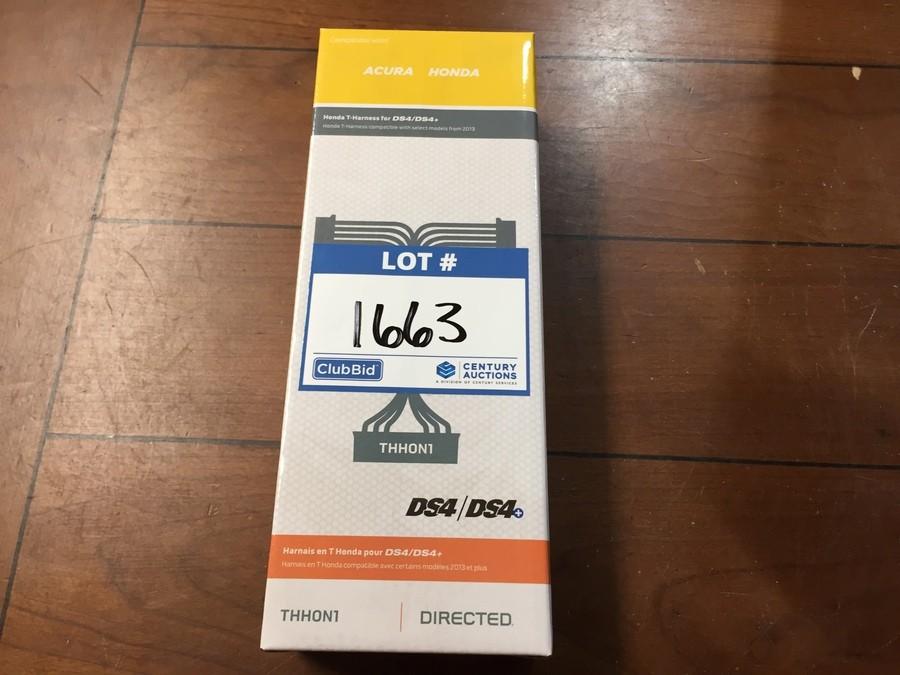 Compatible with:
ACURA HONDA
Honda T-Harness for DS4/DS4+
Honda T-Harness compatible with select models from 2013
LOT #
1663
ClubBid
CENTURY
AUCTIONS
A DIVISION OF CENTURY SERVICES
THHON1
DS4/DS4+
Harnais en T Honda pour DS4/DS4+
Harnais en T Honda compatible avec certains modèles 2013 et plus
THHON1 DIRECTED.